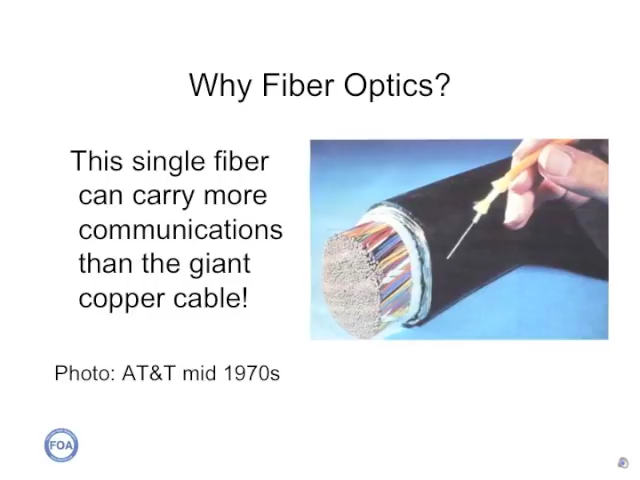 Why Fiber Optics?
This single fiber
can carry more
communications
than the giant
copper cable!
Photo: AT&T mid 1970s
FOA